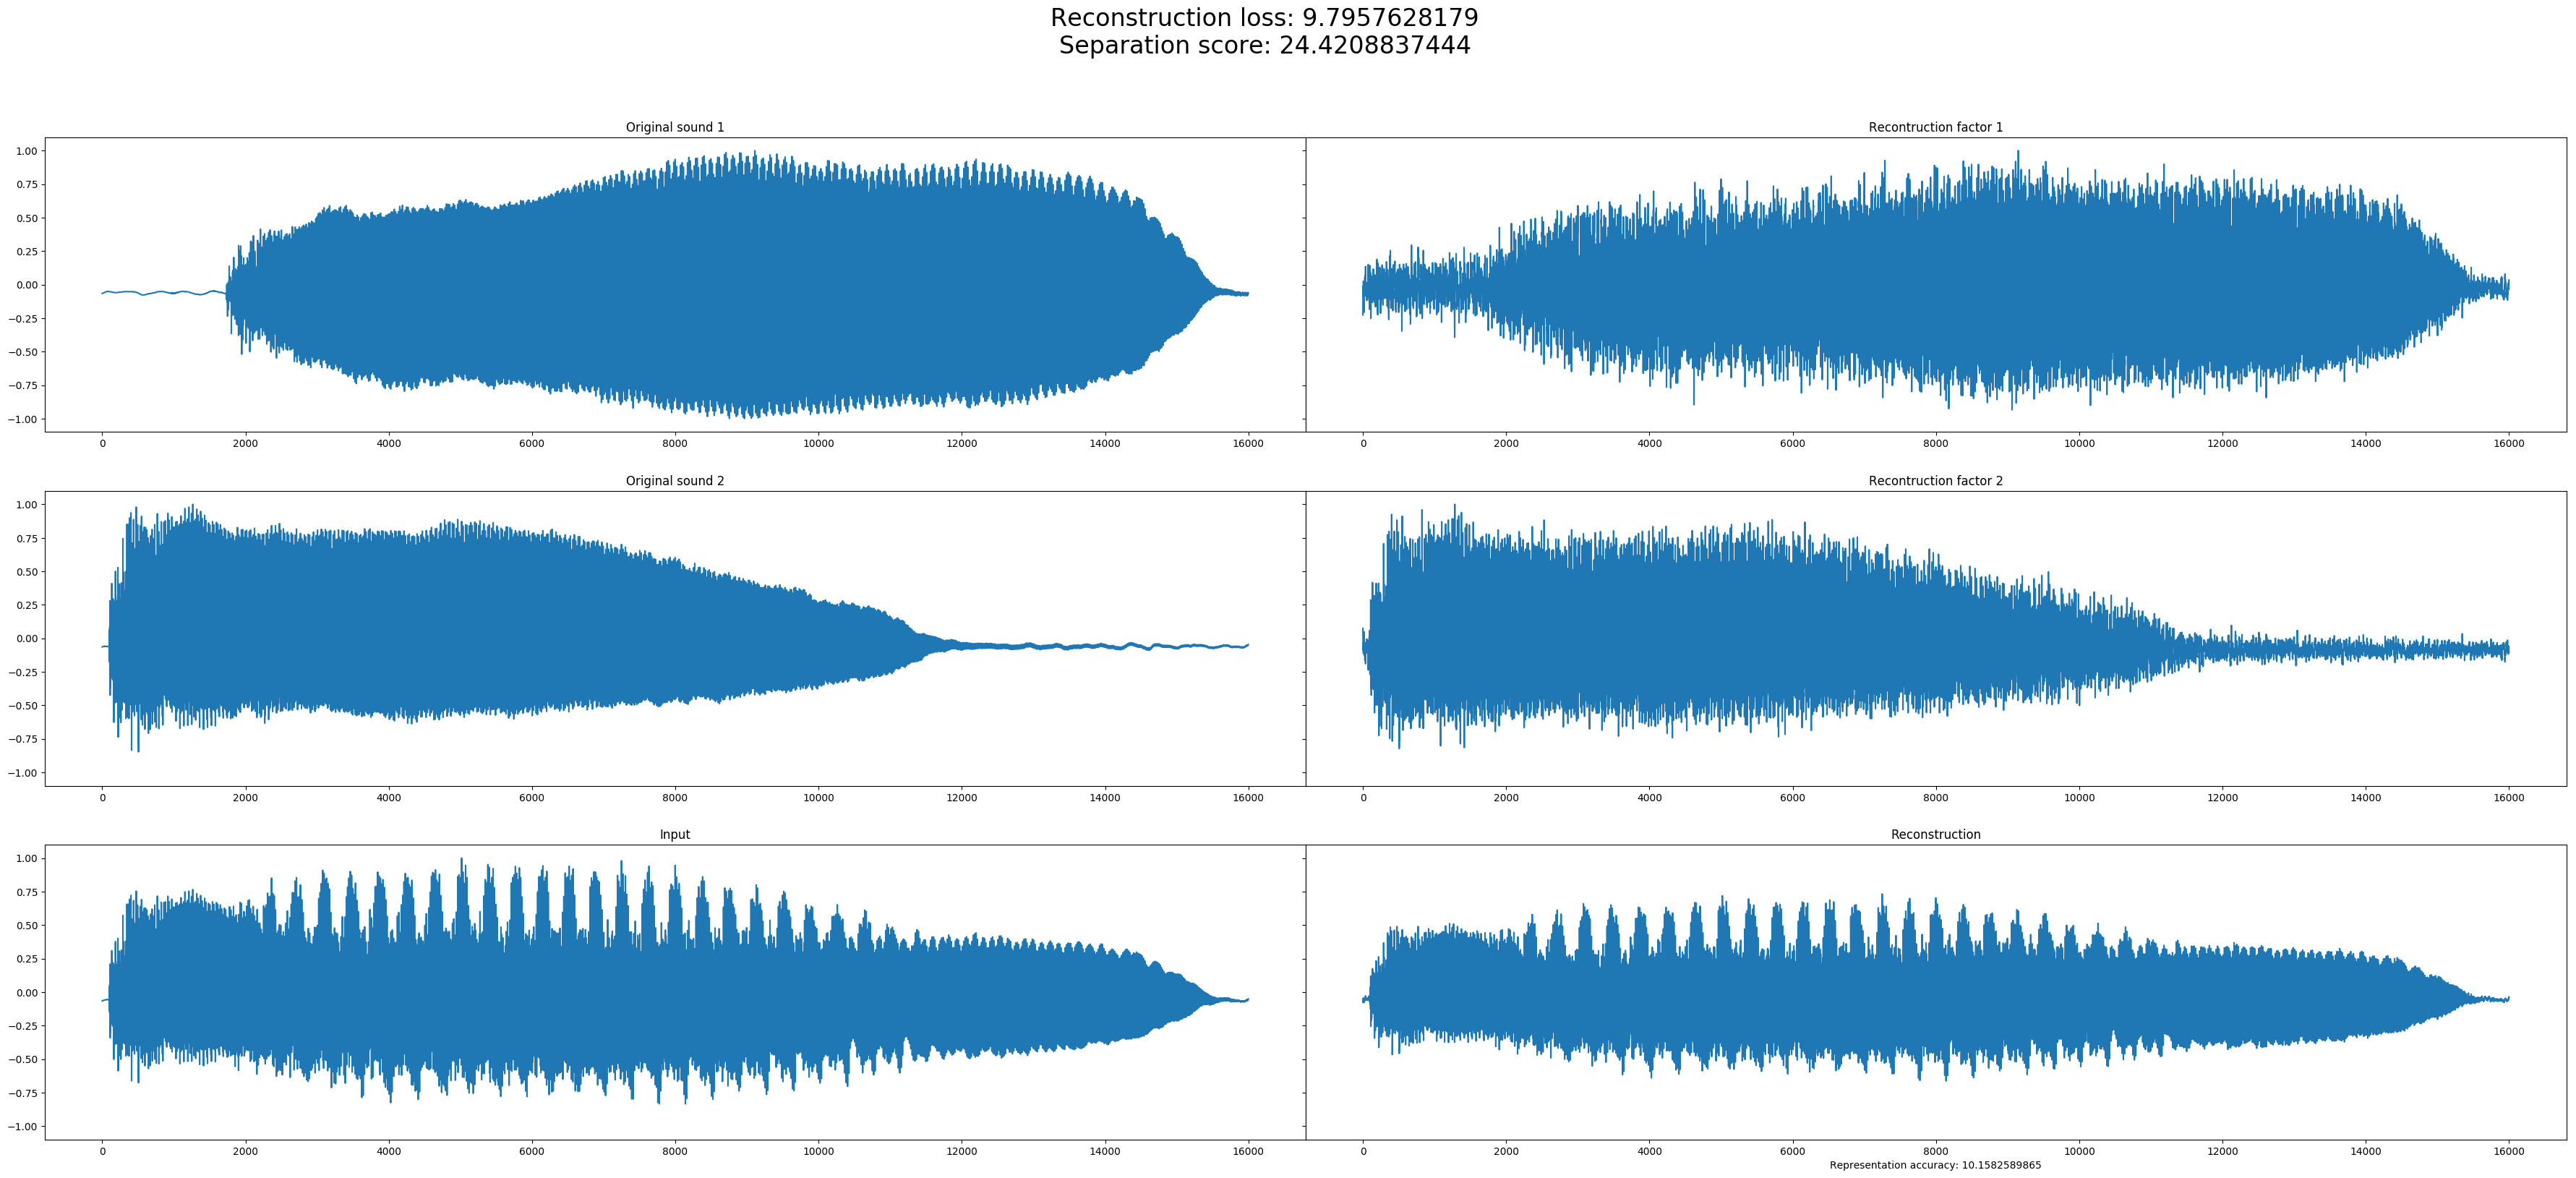 Reconstruction loss: 9.7957628179
Separation score: 24.4208837444
Original sound 1
Recontruction factor 1
1.00
0.75
0.50
0.25
0.00
−0.25
−0.50
−0.75
−1.00
0 2000 4000 6000 8000 10000 12000 14000 16000
0 2000 4000 6000 8000 10000 12000 14000 16000
Original sound 2
Recontruction factor 2
1.00
0.75
0.50
0.25
0.00
−0.25
−0.50
−0.75
−1.00
0 2000 4000 6000 8000 10000 12000 14000 16000
0 2000 4000 6000 8000 10000 12000 14000 16000
Input
Reconstruction
1.00
0.75
0.50
0.25
0.00
−0.25
−0.50
−0.75
−1.00
0 2000 4000 6000 8000 10000 12000 14000 16000
0 2000 4000 6000 8000 10000 12000 14000 16000
Representation accuracy: 10.1582589865